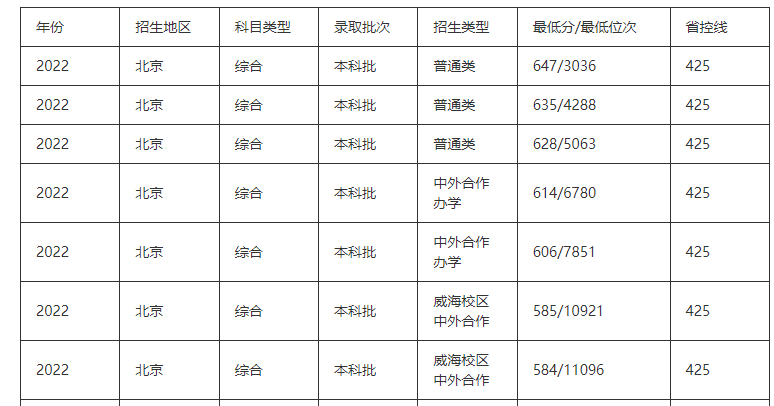 年份 招生地区 科目类型 录取批次 招生类型 最低分/最低位次 省控线
2022 北京 综合 本科批 普通类 647/3036 425
2022 北京 综合 本科批 普通类 635/4288 425
2022 北京 综合 本科批 普通类 628/5063 425
2022 北京 综合 本科批 中外合作
办学 614/6780 425
2022 北京 综合 本科批 中外合作
办学 606/7851 425
2022 北京 综合 本科批 威海校区
中外合作 585/10921 425
2022 北京 综合 本科批 威海校区
中外合作 584/11096 425